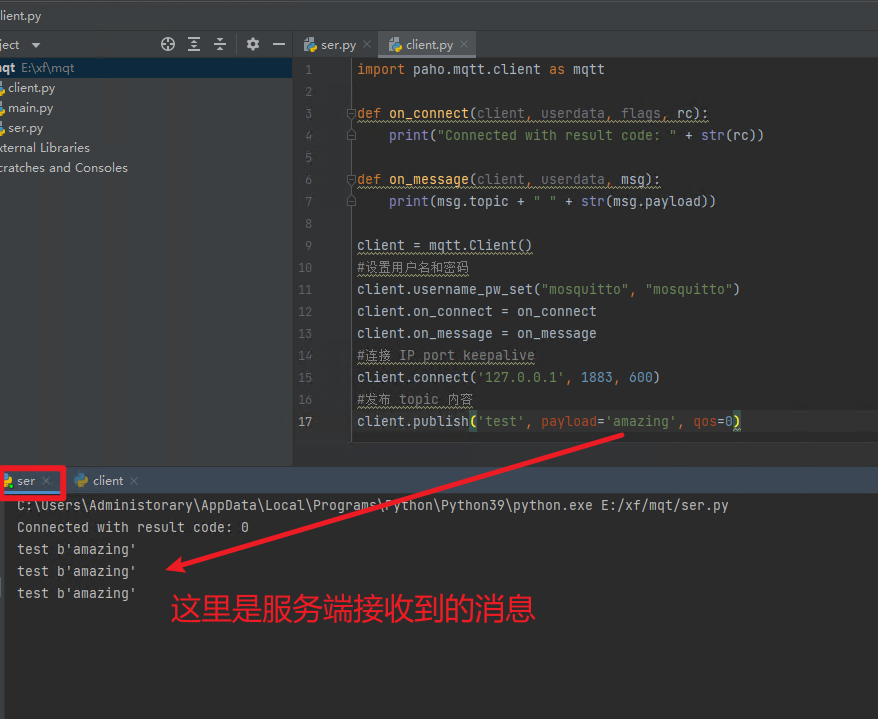 lient.py
ject
ser.py
client.py
mqt E:\xf\mqt
client.py
main.py
ser.py
xternal Libraries
cratches and Consoles
1 import paho.mqtt.client as mqtt
2
3 def on_connect(client, userdata, flags, rc):
4 print("Connected with result code: " + str(rc))
5
6 def on_message(client, userdata, msg):
7 print(msg.topic + " " + str(msg.payload))
8
9 client = mqtt.Client()
10 #设置用户名和密码
11 client.username_pw_set("mosquitto", "mosquitto")
12 client.on_connect = on_connect
13 client.on_message = on_message
14 #连接 IP port keepalive
15 client.connect('127.0.0.1', 1883, 600)
16 #发布 topic 内容
17 client.publish('test', payload='amazing', qos=0)
ser
client
C:\Users\Administorary\AppData\Local\Programs\Python\Python39\python.exe E:/xf/mqt/ser.py
Connected with result code: 0
test b'amazing'
test b'amazing'
test b'amazing'
这里是服务端接收到的消息